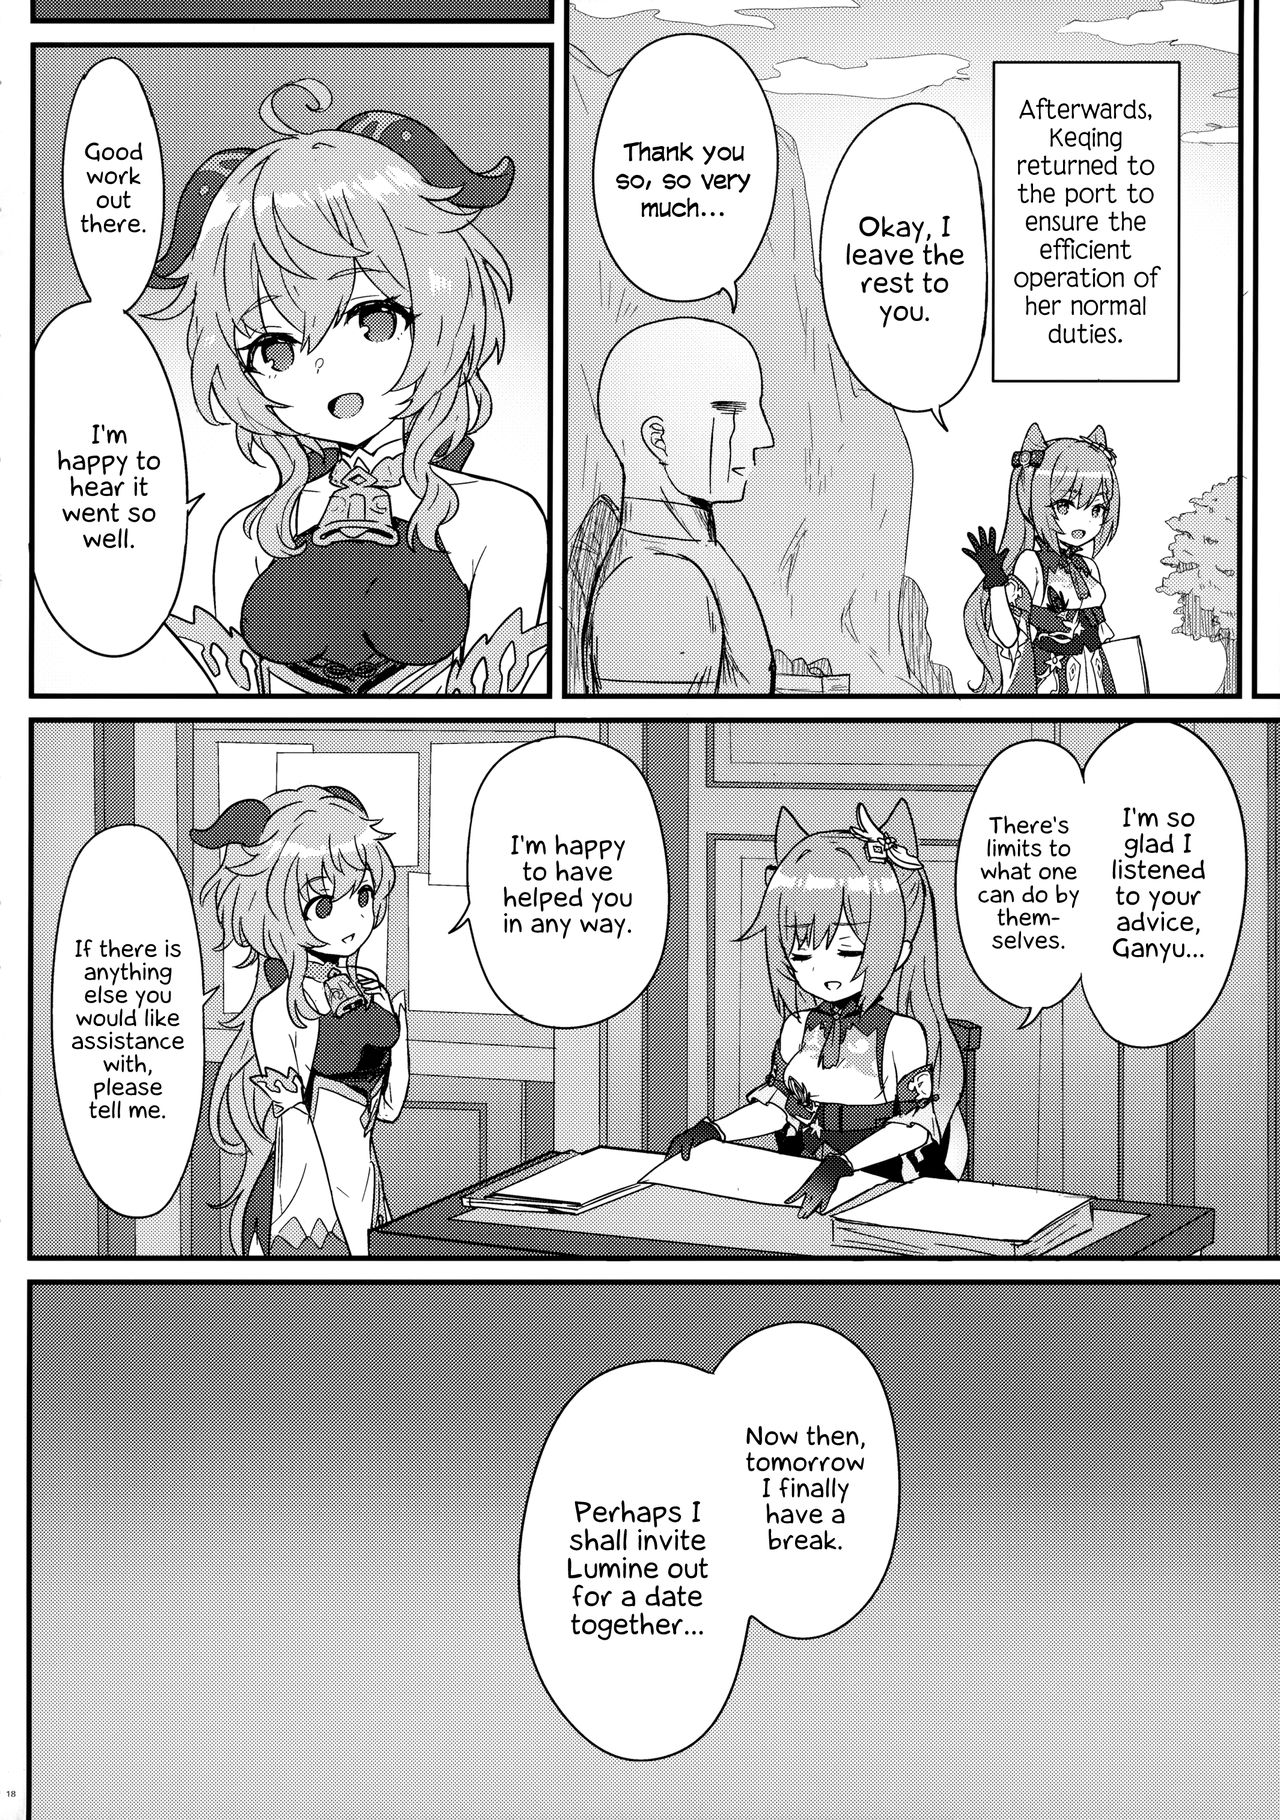 Afterwards,
Keqing
returned to
the port to
ensure the
efficient
operation of
her normal
duties.
Okay, I
leave the
rest to
you.
Thank you
so, so very
much...
Good
work
out
there.
I'm
happy to
hear it
went so
well.
I'm so
glad I
listened
to your
advice,
Ganyu...
There's
limits to
what one
can do by
them-
selves.
I'm happy
to have
helped you
in any way.
If there is
anything
else you
would like
assistance
with,
please
tell me.
Now then,
tomorrow
I finally
have a
break.
Perhaps I
shall invite
Lumine out
for a date
together...
18